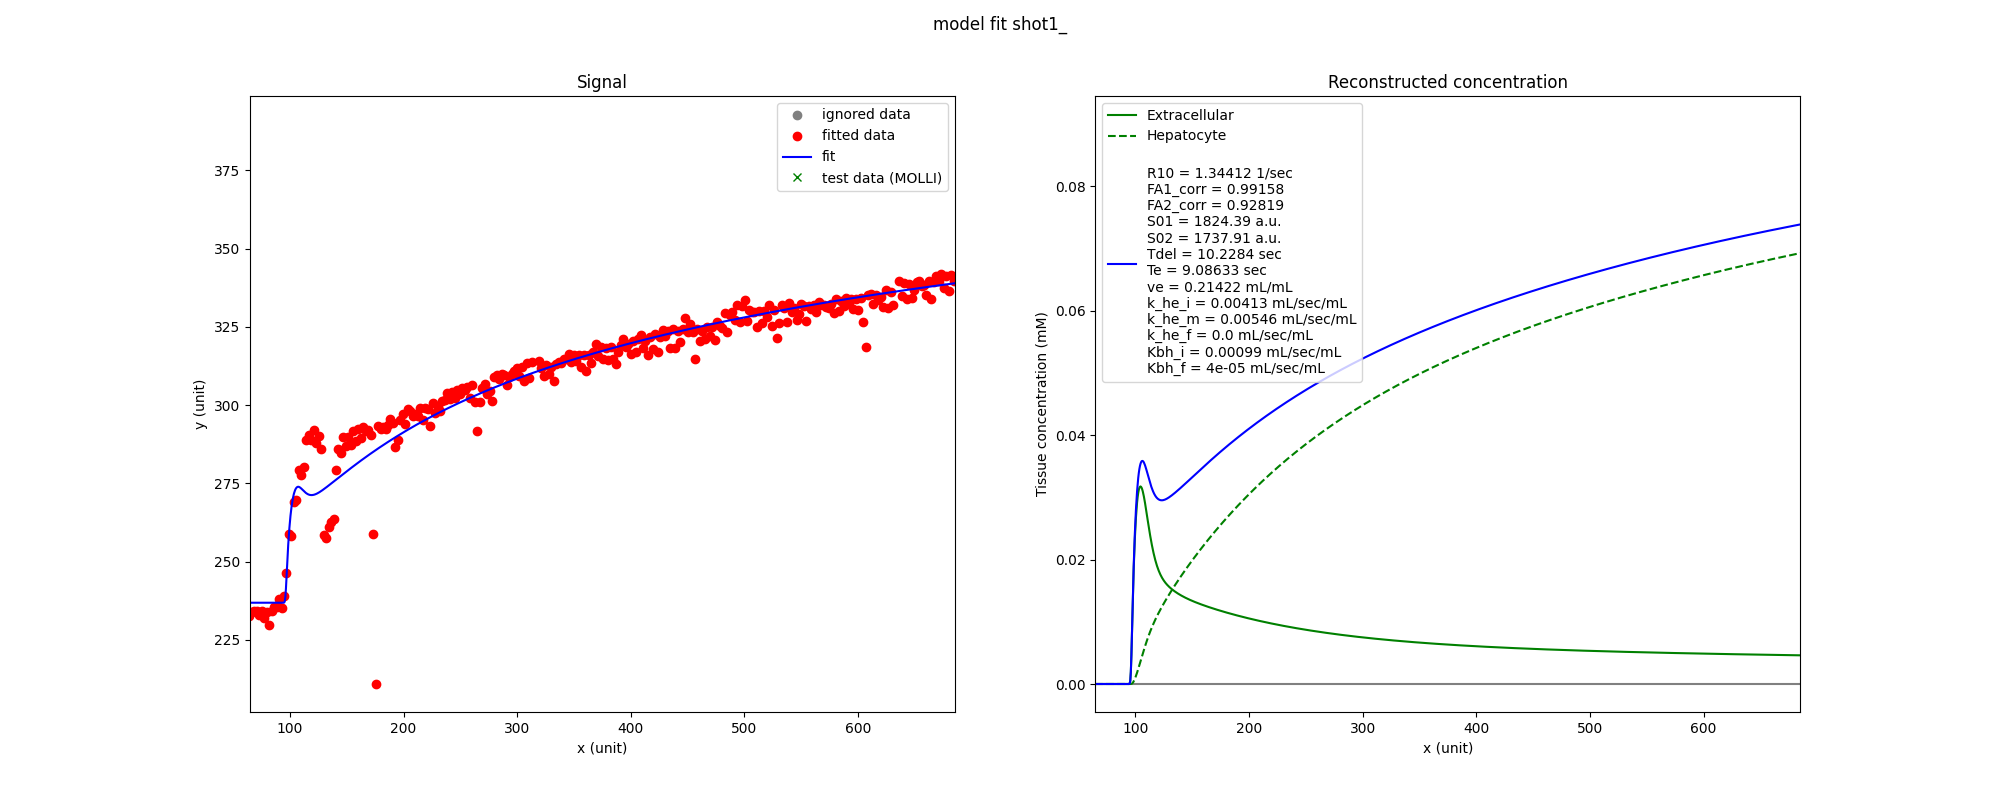 model fit shot1_
Signal
ignored data
fitted data
fit
test data (MOLLI)
375
350
325
300
275
250
225
y (unit)
100
200
300
400
500
600
x (unit)
Reconstructed concentration
Extracellular
Hepatocyte
R10 = 1.34412 1/sec
FA1_corr = 0.99158
FA2_corr = 0.92819
S01 = 1824.39 a.u.
S02 = 1737.91 a.u.
Tdel = 10.2284 sec
Te = 9.08633 sec
ve = 0.21422 mL/mL
k_he_i = 0.00413 mL/sec/mL
k_he_m = 0.00546 mL/sec/mL
k_he_f = 0.0 mL/sec/mL
Kbh_i = 0.00099 mL/sec/mL
Kbh_f = 4e-05 mL/sec/mL
0.08
0.06
0.04
0.02
0.00
Tissue concentration (mM)
100
200
300
400
500
600
x (unit)